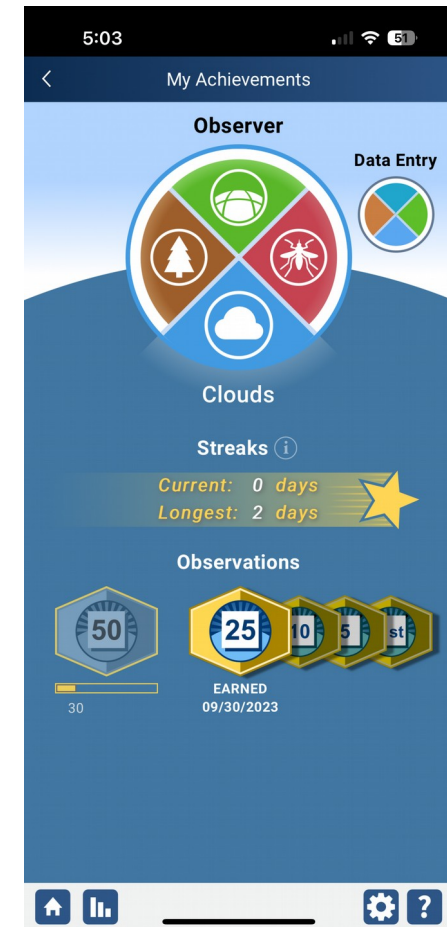 5:03
51
My Achievements
Observer
Data Entry
Clouds
Streaks i
Current: 0 days
Longest: 2 days
Observations
50
25
10
5
st
30
EARNED
09/30/2023
?